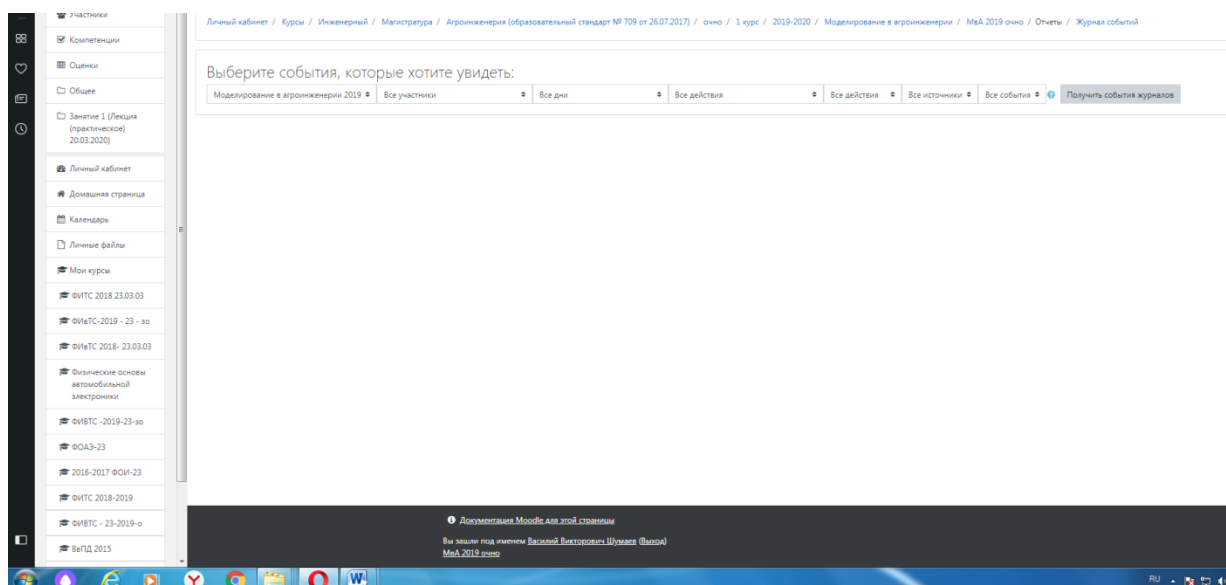 Участники
Личный кабинет / Курсы / Инженерный / Магистратура / Агроинженерия (образовательный стандарт № 709 от 26.07.2017) / очно / 1 курс / 2019-2020 / Моделирование в агроинженерии / МвА 2019 очно / Отчеты / Журнал событий
Компетенции
Оценки
Общее
Занятие 1 (Лекция
(практическое)
20.03.2020)
Личный кабинет
Домашняя страница
Календарь
Личные файлы
Мои курсы
ФИТС 2018 23.03.03
ФИвТС-2019 - 23 - зо
ФИвТС 2018- 23.03.03
Физические основы
автомобильной
электроники
ФИВТС -2019-23-зо
ФОАЭ-23
2016-2017 ФОИ-23
ФИТС 2018-2019
ФИВТС - 23-2019-о
ВвПД 2015
Выберите события, которые хотите увидеть:
Моделирование в агроинженерии 2019 Все участники Все дни Все действия Все действия Все источники Все события Получить события журналов
Документация Moodle для этой страницы
Вы зашли под именем Василий Викторович Шумаев (Выход)
МвА 2019 очно
RU